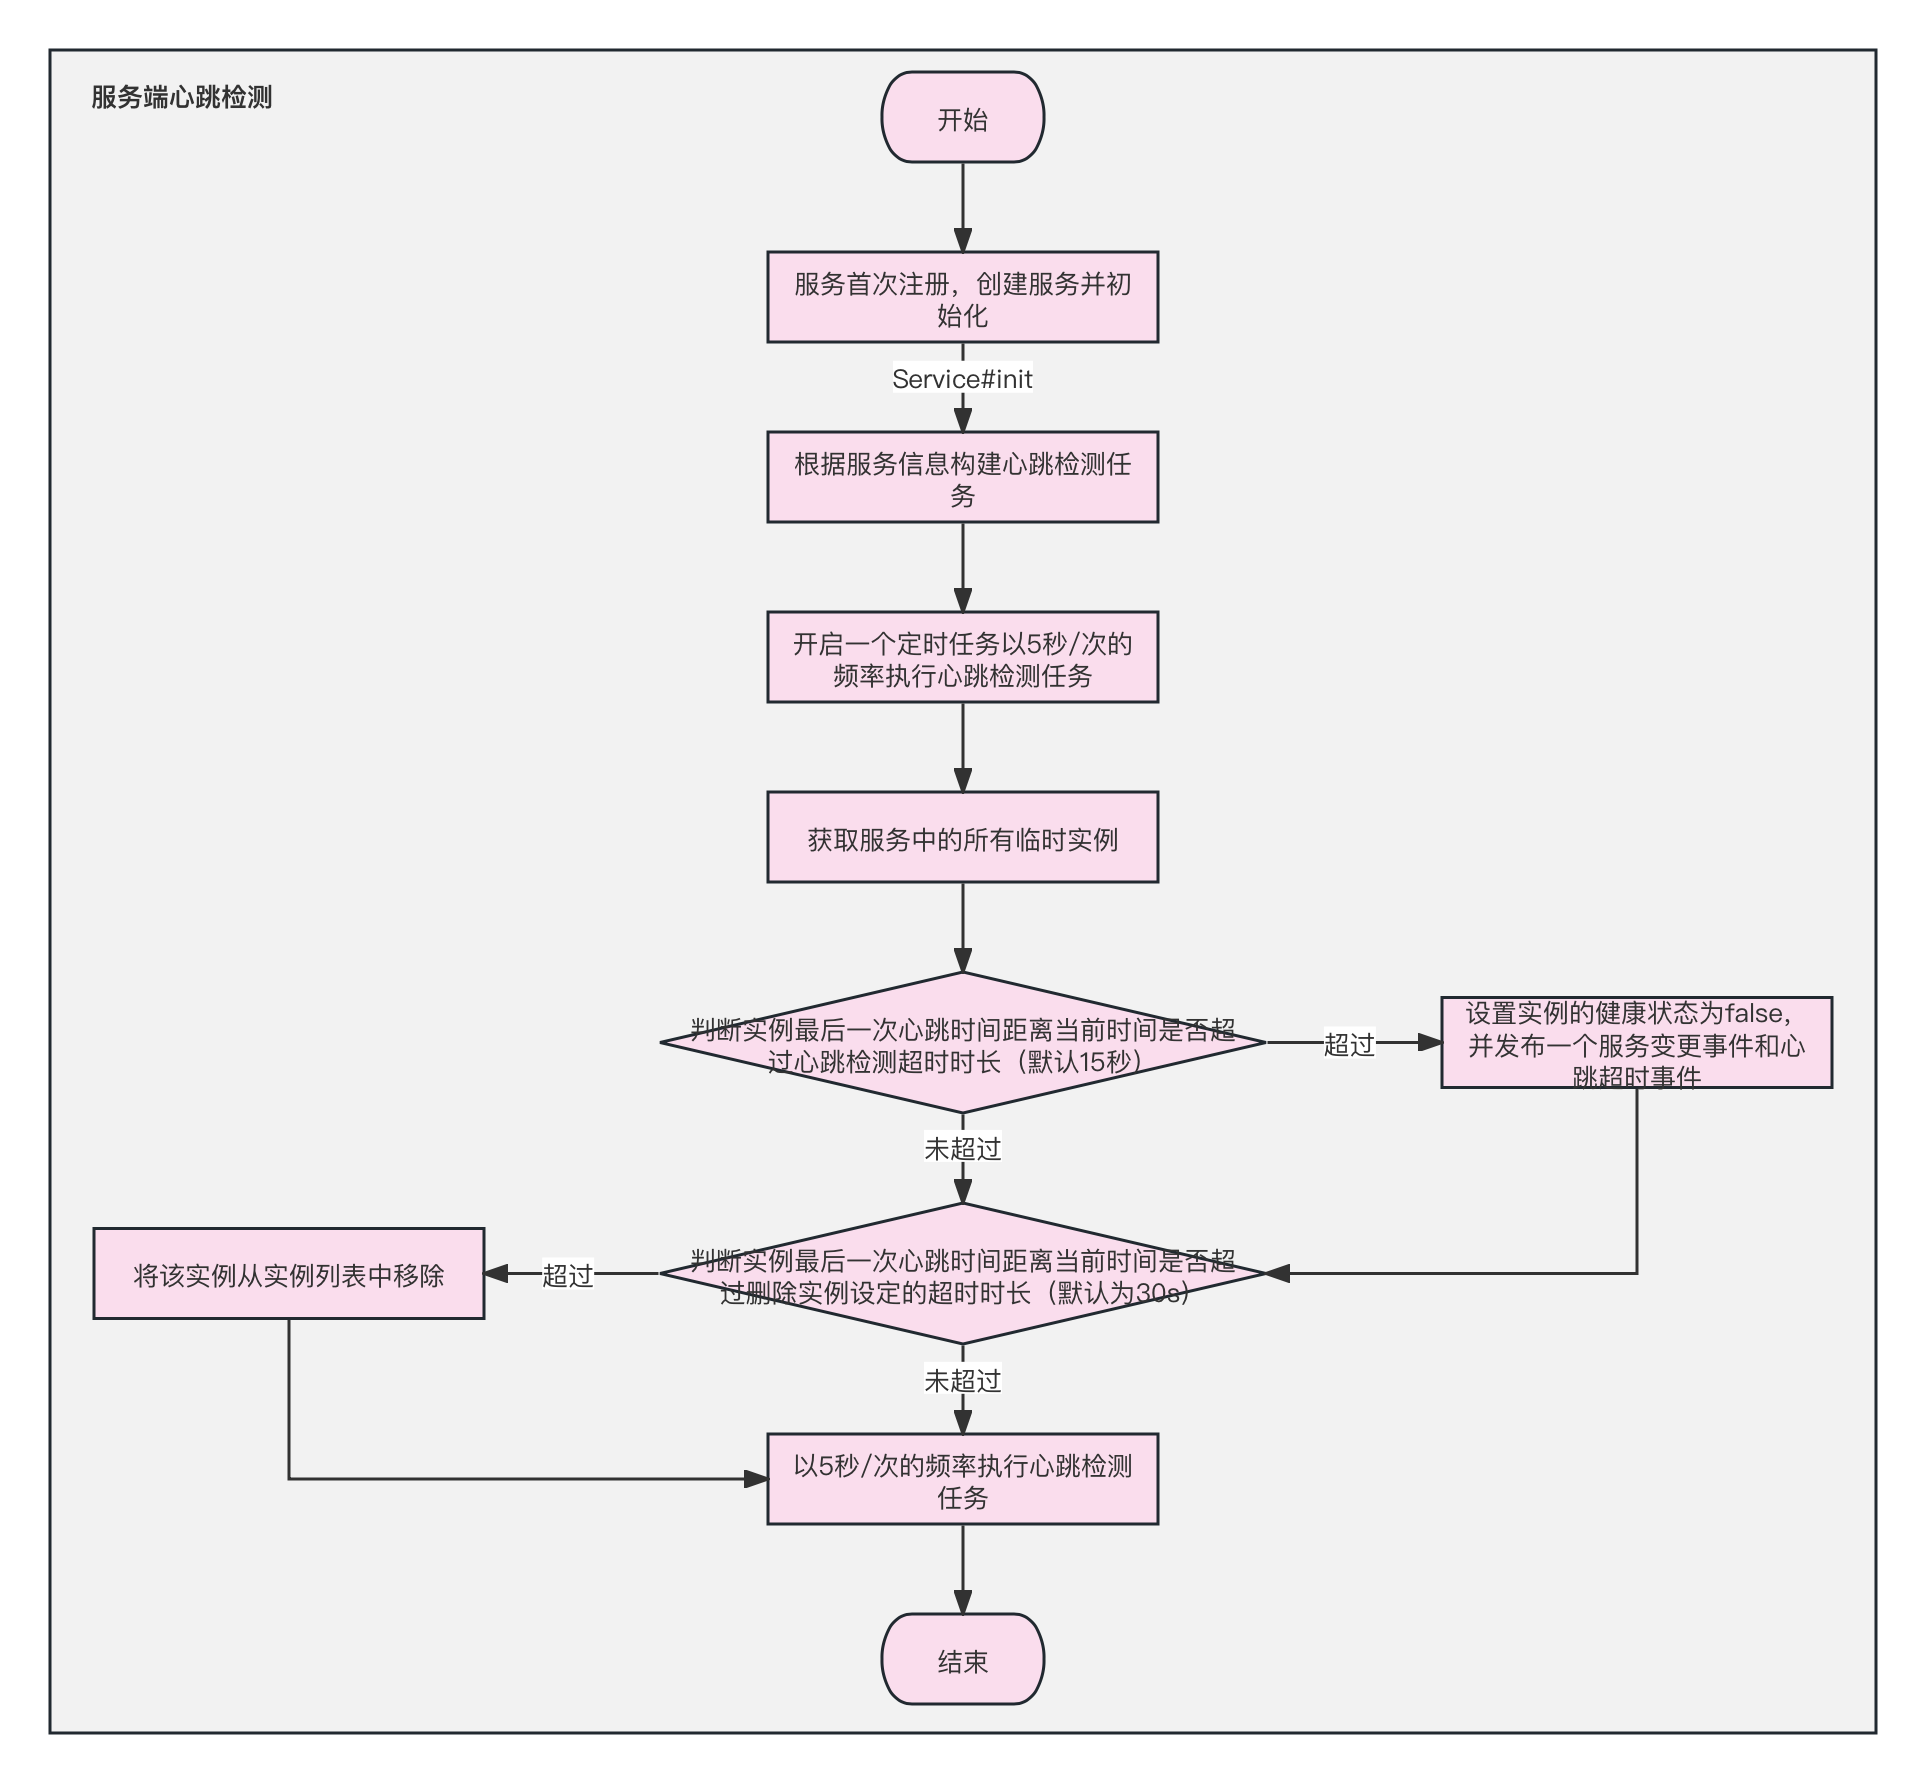 服务端心跳检测
开始
服务首次注册，创建服务并初
始化
Service#init
根据服务信息构建心跳检测任
务
开启一个定时任务以5秒/次的
频率执行心跳检测任务
获取服务中的所有临时实例
判断实例最后一次心跳时间距离当前时间是否超
过心跳检测超时时长（默认15秒）
超过
设置实例的健康状态为false，
并发布一个服务变更事件和心
跳超时事件
未超过
判断实例最后一次心跳时间距离当前时间是否超
过删除实例设定的超时时长（默认为30s）
超过
将该实例从实例列表中移除
未超过
以5秒/次的频率执行心跳检测
任务
结束